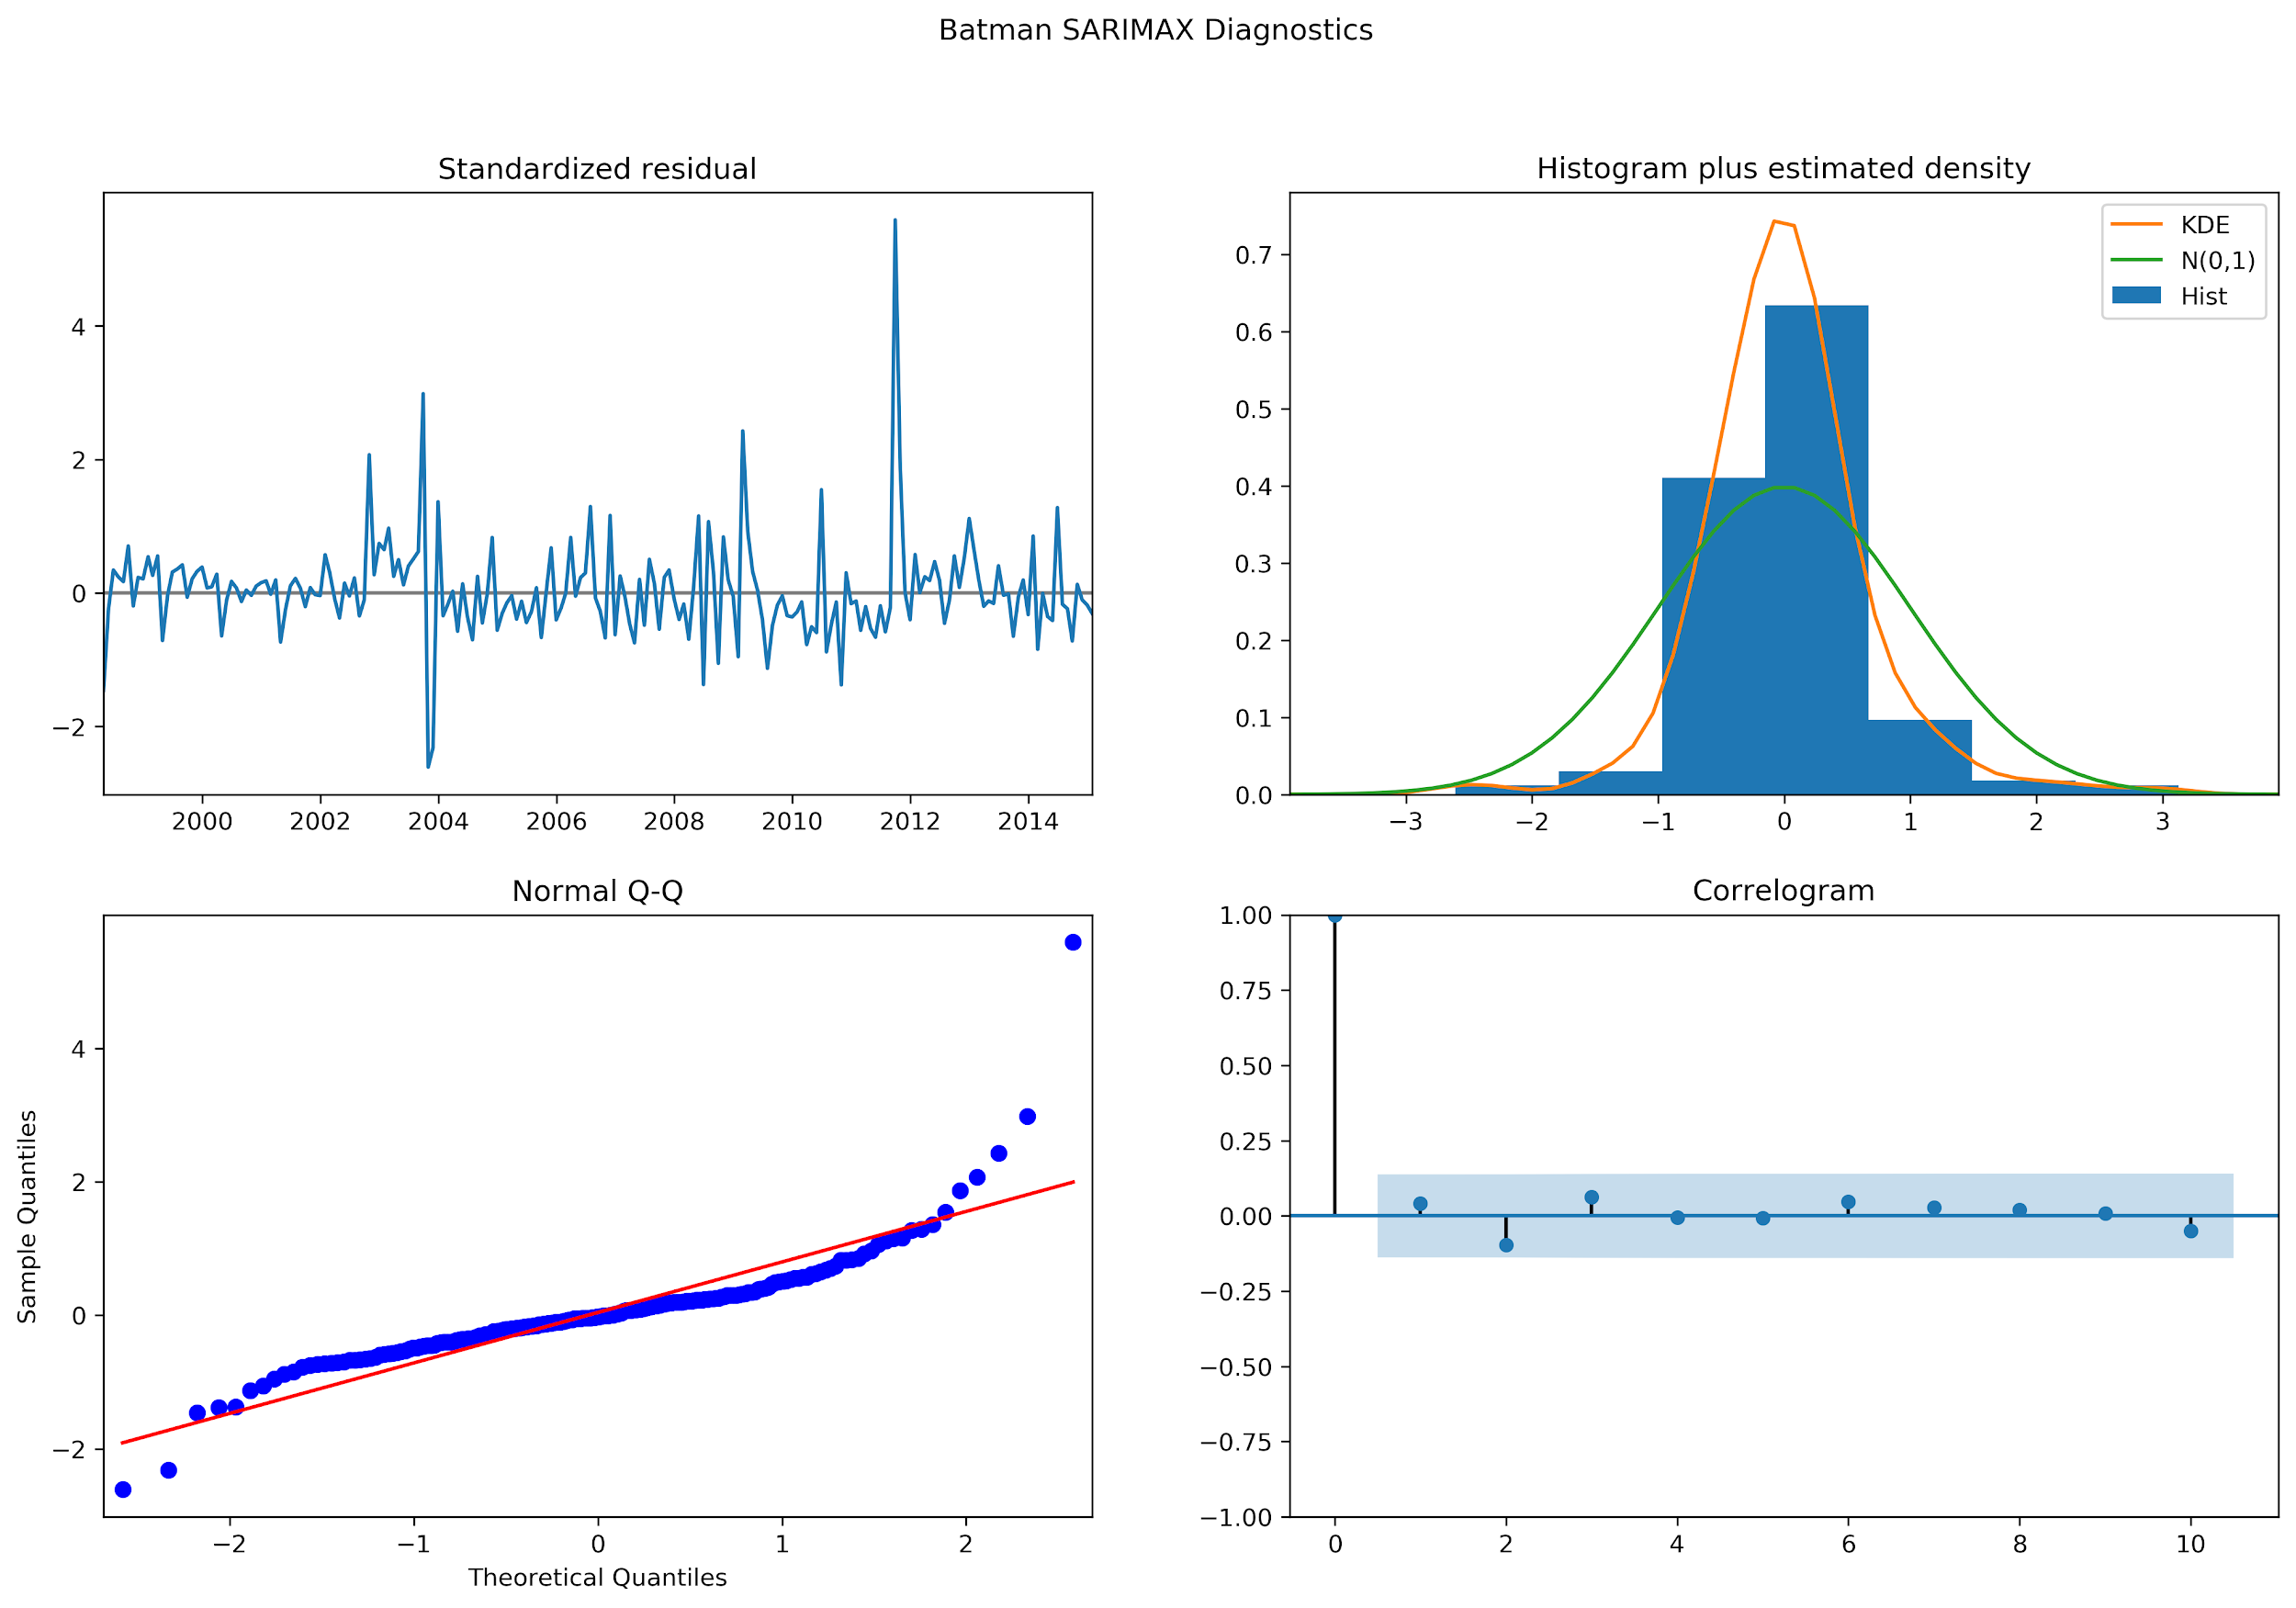 Batman SARIMAX Diagnostics
Standardized residual
4
2
0
−2
2000 2002 2004 2006 2008 2010 2012 2014
Histogram plus estimated density
KDE
N(0,1)
Hist
0.7
0.6
0.5
0.4
0.3
0.2
0.1
0.0
−3 −2 −1 0 1 2 3
Normal Q-Q
Sample Quantiles
4
2
0
−2
−2 −1 0 1 2
Theoretical Quantiles
Correlogram
1.00
0.75
0.50
0.25
0.00
−0.25
−0.50
−0.75
−1.00
0 2 4 6 8 10